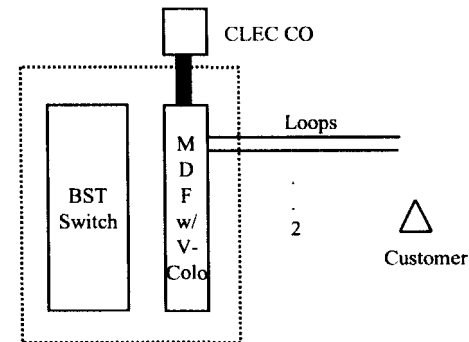 CLEC CO
Loops
M
D
F
w/
V-
Colo
BST
Switch
.
.
2
Customer